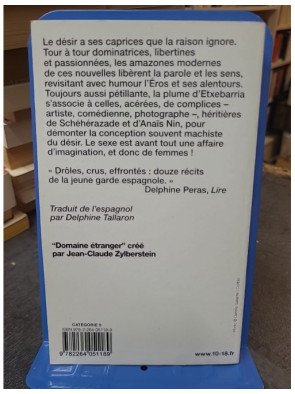 Le désir a ses caprices que la raison ignore.
Tour à tour dominatrices, libertines
et passionnées, les amazones modernes
de ces nouvelles libèrent la parole et les sens,
revisitant avec humour l'Éros et ses alentours.
Toujours aussi pétillante, la plume d'Etxebarria
s'associe à celles, acérées, de complices –
artiste, comédienne, photographe –, héritières
de Schéhérazade et d'Anaïs Nin, pour
démonter la conception souvent machiste
du désir. Le sexe est avant tout une affaire
d'imagination, et donc de femmes !
« Drôles, crus, effrontés : douze récits
de la jeune garde espagnole. »
Delphine Peras, Lire
Traduit de l'espagnol
par Delphine Tallaron
"Domaine étranger" créé
par Jean-Claude Zylberstein
CATÉGORIE 5
9782264051189
www.10-18.fr